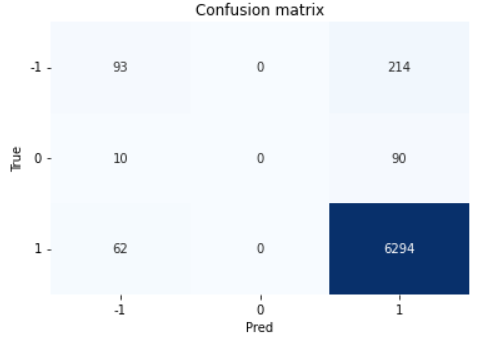 Confusion matrix
-1 93 0 214
0 10 0 90
1 62 0 6294
True
-1 0 1
Pred